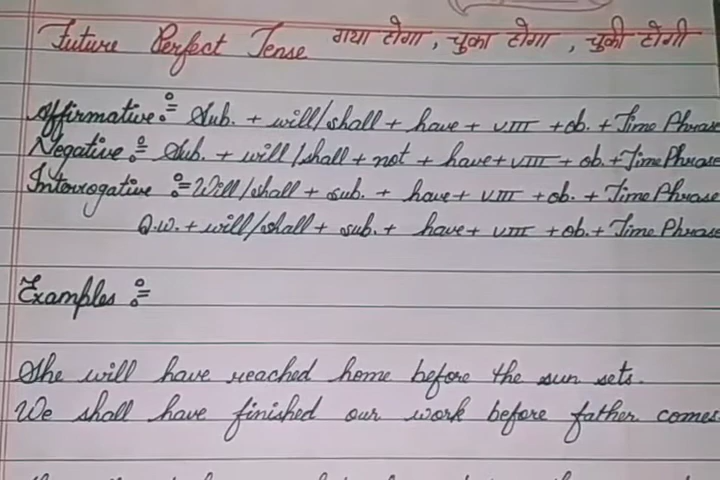 Future Perfect Tense गया होगा, चुका होगा, चुकी होगी
Affirmative:- Sub. + will/shall + have + VIII + ob. + Time Phrase
Negative:- Sub. + will/shall + not + have + VIII + ob. + Time Phrase
Interrogative:- Will/shall + sub. + have + VIII + ob. + Time Phrase
Q.W. + will/shall + sub. + have + VIII + ob. + Time Phrase
Examples:-
She will have reached home before the sun sets.
We shall have finished our work before father comes.